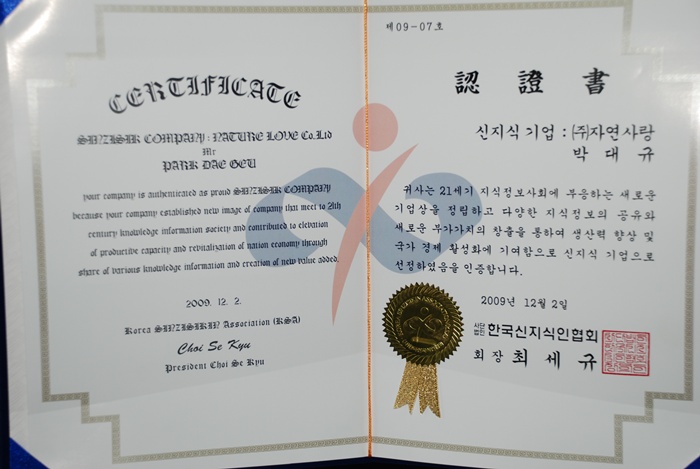 CERTIFICATE
SINZISIK COMPANY : NATURE LOVE Co.Ltd
Mr
PARK DAE GEU
your company is authenticated as proud SINZISIK COMPANY
because your company established new image of company that meet to 21th
century knowledge information society and contributed to elevation
of productive capacity and revitalization of nation economy through
share of various knowledge information and creation of new value added.
2009. 12. 2.
Korea SINZISIKIN Association (KSA)
Choi Se Kyu
President Choi Se Kyu
제09-07호
認證書
신지식기업 : (주)자연사랑
박대규
귀사는 21세기 지식정보사회에 부응하는 새로운
기업상을 정립하고 다양한 지식정보의 공유와
새로운 부가가치의 창출을 통하여 생산력 향상 및
국가 경제 활성화에 기여함으로 신지식 기업으로
선정하였음을 인증합니다.
2009년 12월 2일
사단법인 한국신지식인협회
회장 최세규